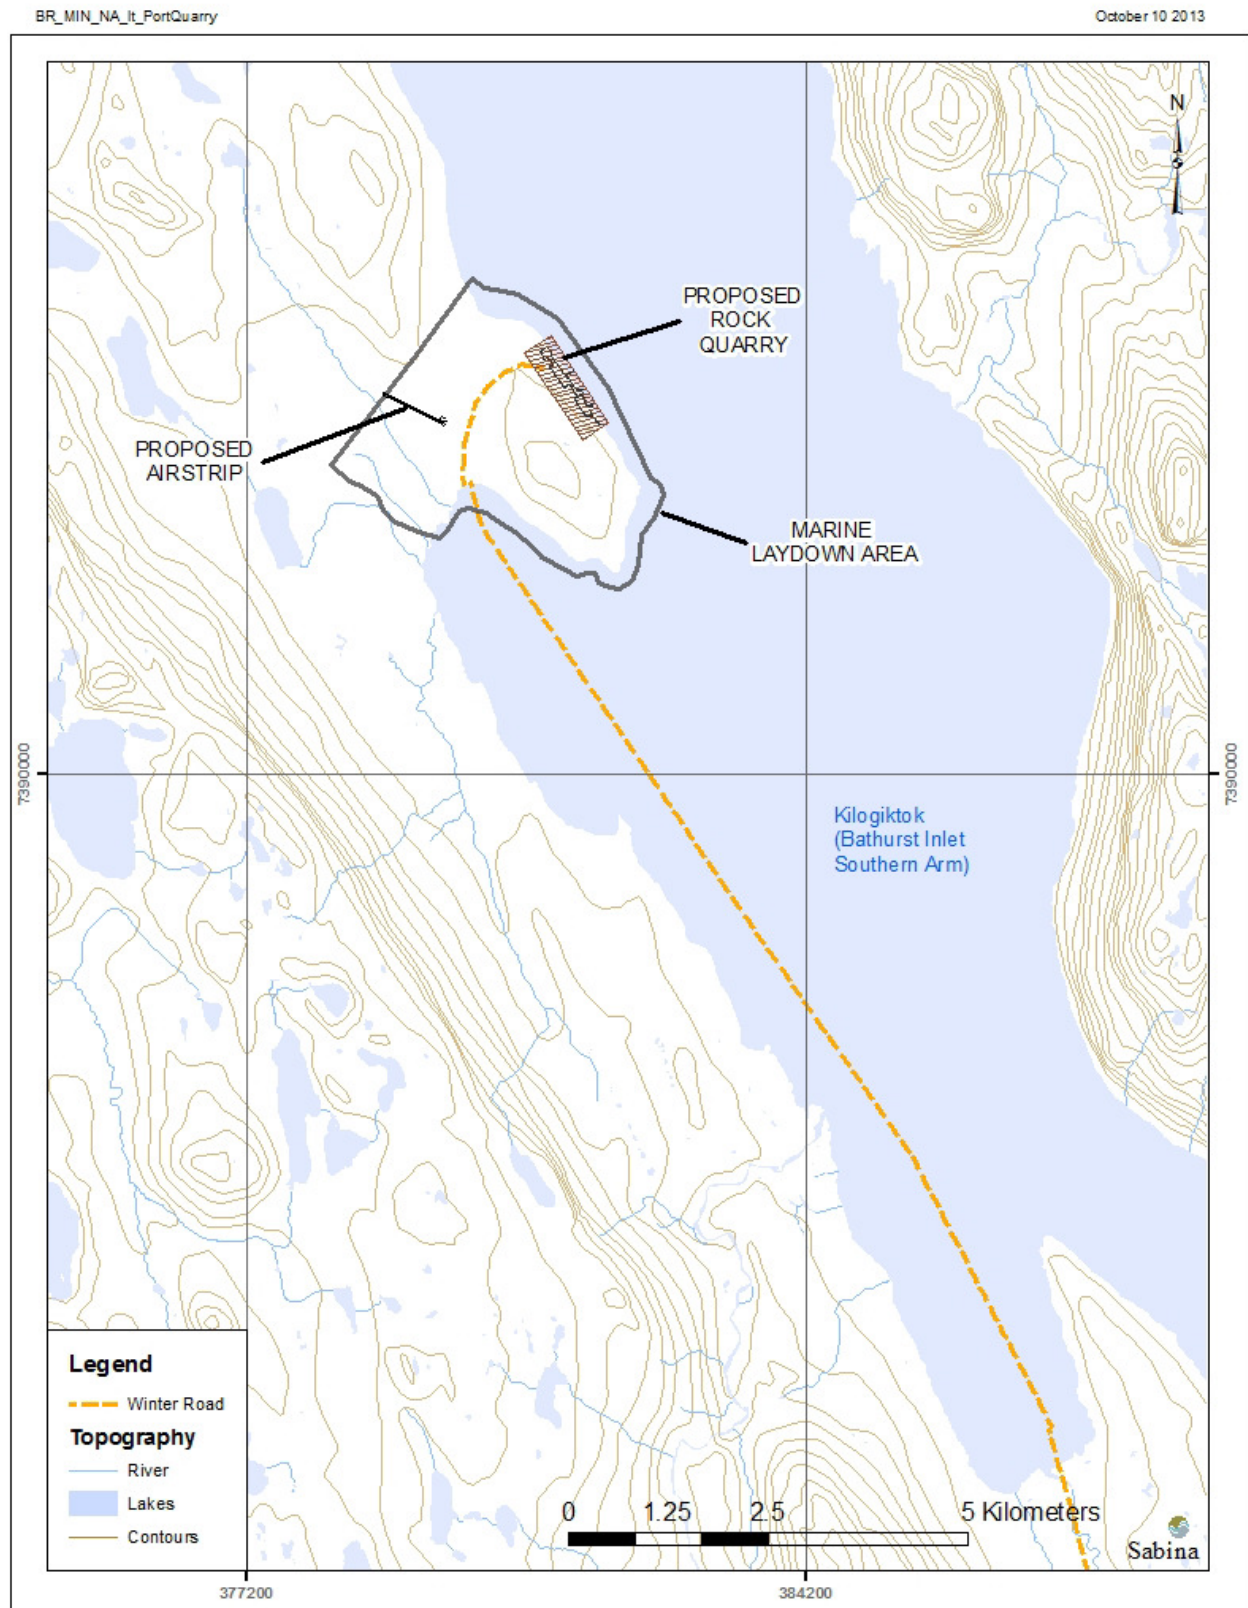 BR_MIN_NA_lt_PortQuarry
October 10 2013
N
PROPOSED
ROCK
QUARRY
PROPOSED
AIRSTRIP
MARINE
LAYDOWN AREA
7390000
7390000
Kilogiktok
(Bathurst Inlet
Southern Arm)
Legend
Winter Road
Topography
River
Lakes
Contours
0 1.25 2.5 5 Kilometers
Sabina
377200
384200